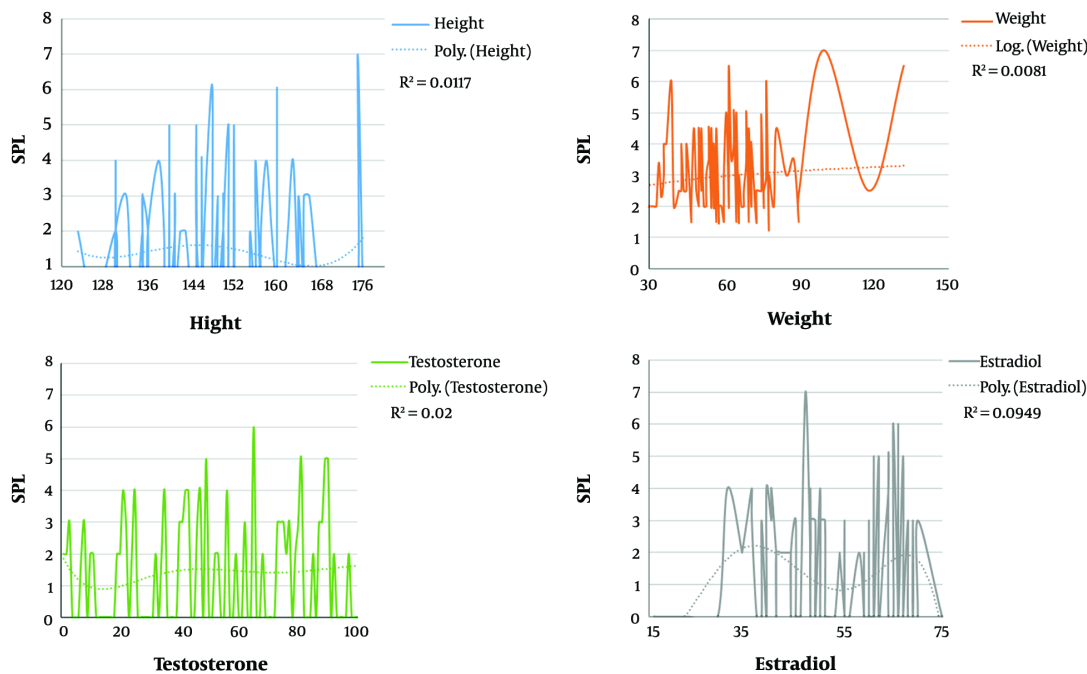 8
7
6
5
4
3
2
1
SPL
120 128 136 144 152 160 168 176
Hight
Height
Poly. (Height)
R² = 0.0117
8
7
6
5
4
3
2
1
0
SPL
30 60 90 120 150
Weight
Weight
Log. (Weight)
R² = 0.0081
8
7
6
5
4
3
2
1
0
SPL
0 20 40 60 80 100
Testosterone
Testosterone
Poly. (Testosterone)
R² = 0.02
8
7
6
5
4
3
2
1
0
SPL
15 35 55 75
Estradiol
Estradiol
Poly. (Estradiol)
R² = 0.0949